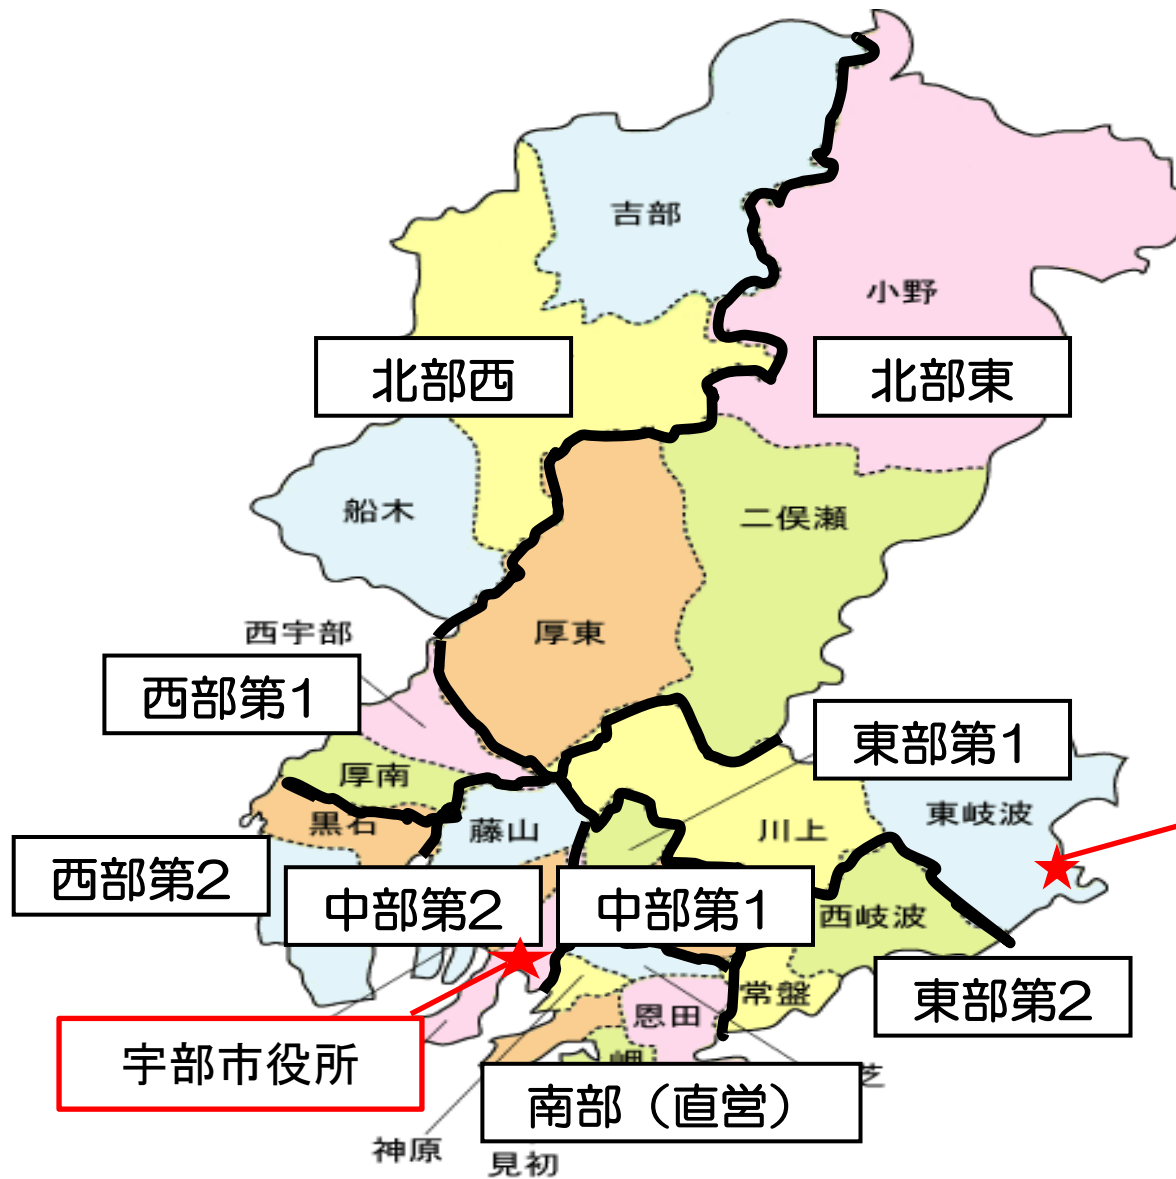 吉部
小野
北部西
北部東
船木
二俣瀬
西宇部
厚東
西部第1
東部第1
厚南
黒石
藤山
川上
東岐波
西部第2
中部第2
中部第1
西岐波
東部第2
常盤
恩田
宇部市役所
岬
芝
南部（直営）
神原
見初